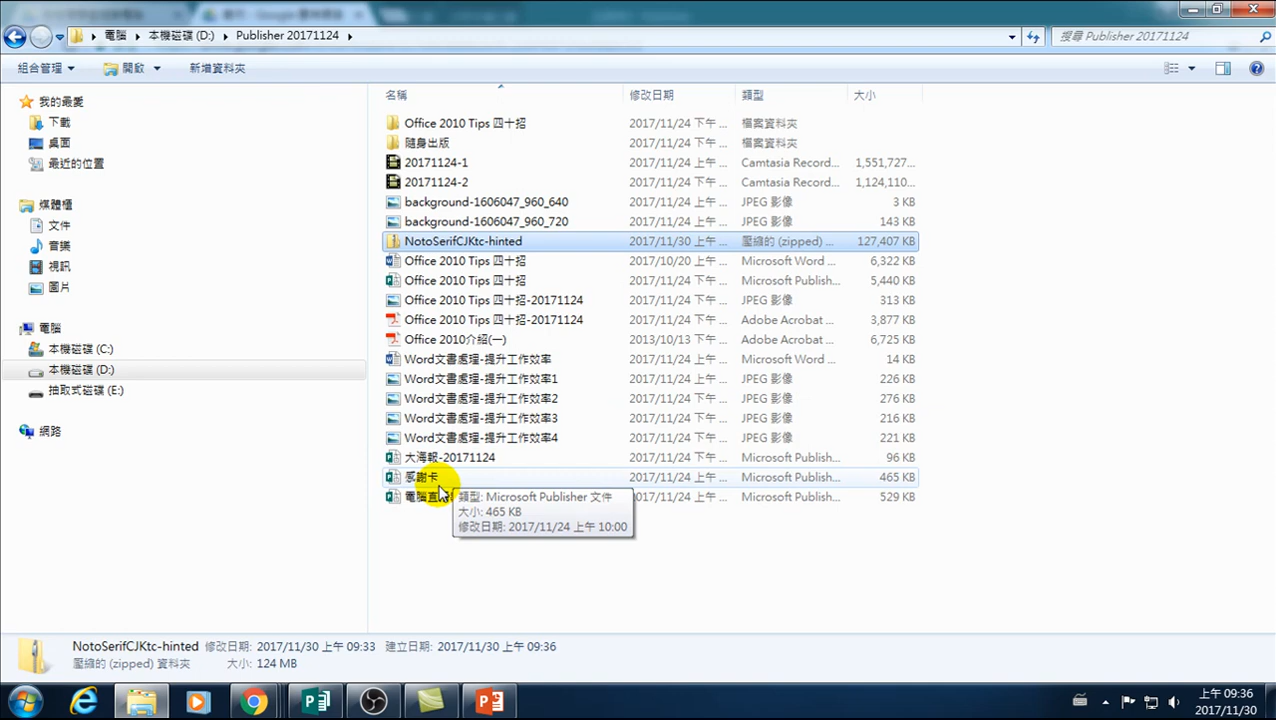 電腦 ▸ 本機磁碟 (D:) ▸ Publisher 20171124 ▸
搜尋 Publisher 20171124
組合管理 開啟 新增資料夾
我的最愛
下載
桌面
最近的位置
媒體櫃
文件
音樂
視訊
圖片
電腦
本機磁碟 (C:)
本機磁碟 (D:)
抽取式磁碟 (E:)
網路
名稱 修改日期 類型 大小
Office 2010 Tips 四十招 2017/11/24 下午 ... 檔案資料夾
隨身出版 2017/11/24 下午 ... 檔案資料夾
20171124-1 2017/11/24 上午 ... Camtasia Record... 1,551,727...
20171124-2 2017/11/24 下午 ... Camtasia Record... 1,124,110...
background-1606047_960_640 2017/11/24 下午 ... JPEG 影像 3 KB
background-1606047_960_720 2017/11/24 下午 ... JPEG 影像 143 KB
NotoSerifCJKtc-hinted 2017/11/30 上午 ... 壓縮的 (zipped) ... 127,407 KB
Office 2010 Tips 四十招 2017/10/20 上午 ... Microsoft Word ... 6,322 KB
Office 2010 Tips 四十招 2017/11/24 下午 ... Microsoft Publish... 5,440 KB
Office 2010 Tips 四十招-20171124 2017/11/24 下午 ... JPEG 影像 313 KB
Office 2010 Tips 四十招-20171124 2017/11/24 下午 ... Adobe Acrobat ... 3,877 KB
Office 2010介紹(一) 2013/10/13 下午 ... Adobe Acrobat ... 6,725 KB
Word文書處理-提升工作效率 2017/11/24 上午 ... Microsoft Word ... 14 KB
Word文書處理-提升工作效率1 2017/11/24 上午 ... JPEG 影像 226 KB
Word文書處理-提升工作效率2 2017/11/24 上午 ... JPEG 影像 276 KB
Word文書處理-提升工作效率3 2017/11/24 上午 ... JPEG 影像 216 KB
Word文書處理-提升工作效率4 2017/11/24 上午 ... JPEG 影像 221 KB
大海報-20171124 2017/11/24 下午 ... Microsoft Publish... 96 KB
感謝卡 2017/11/24 上午 ... Microsoft Publish... 465 KB
電腦直 2017/11/24 上午 ... Microsoft Publish... 529 KB
類型: Microsoft Publisher 文件
大小: 465 KB
修改日期: 2017/11/24 上午 10:00
NotoSerifCJKtc-hinted 修改日期: 2017/11/30 上午 09:33 建立日期: 2017/11/30 上午 09:36
壓縮的 (zipped) 資料夾 大小: 124 MB
上午 09:36
2017/11/30